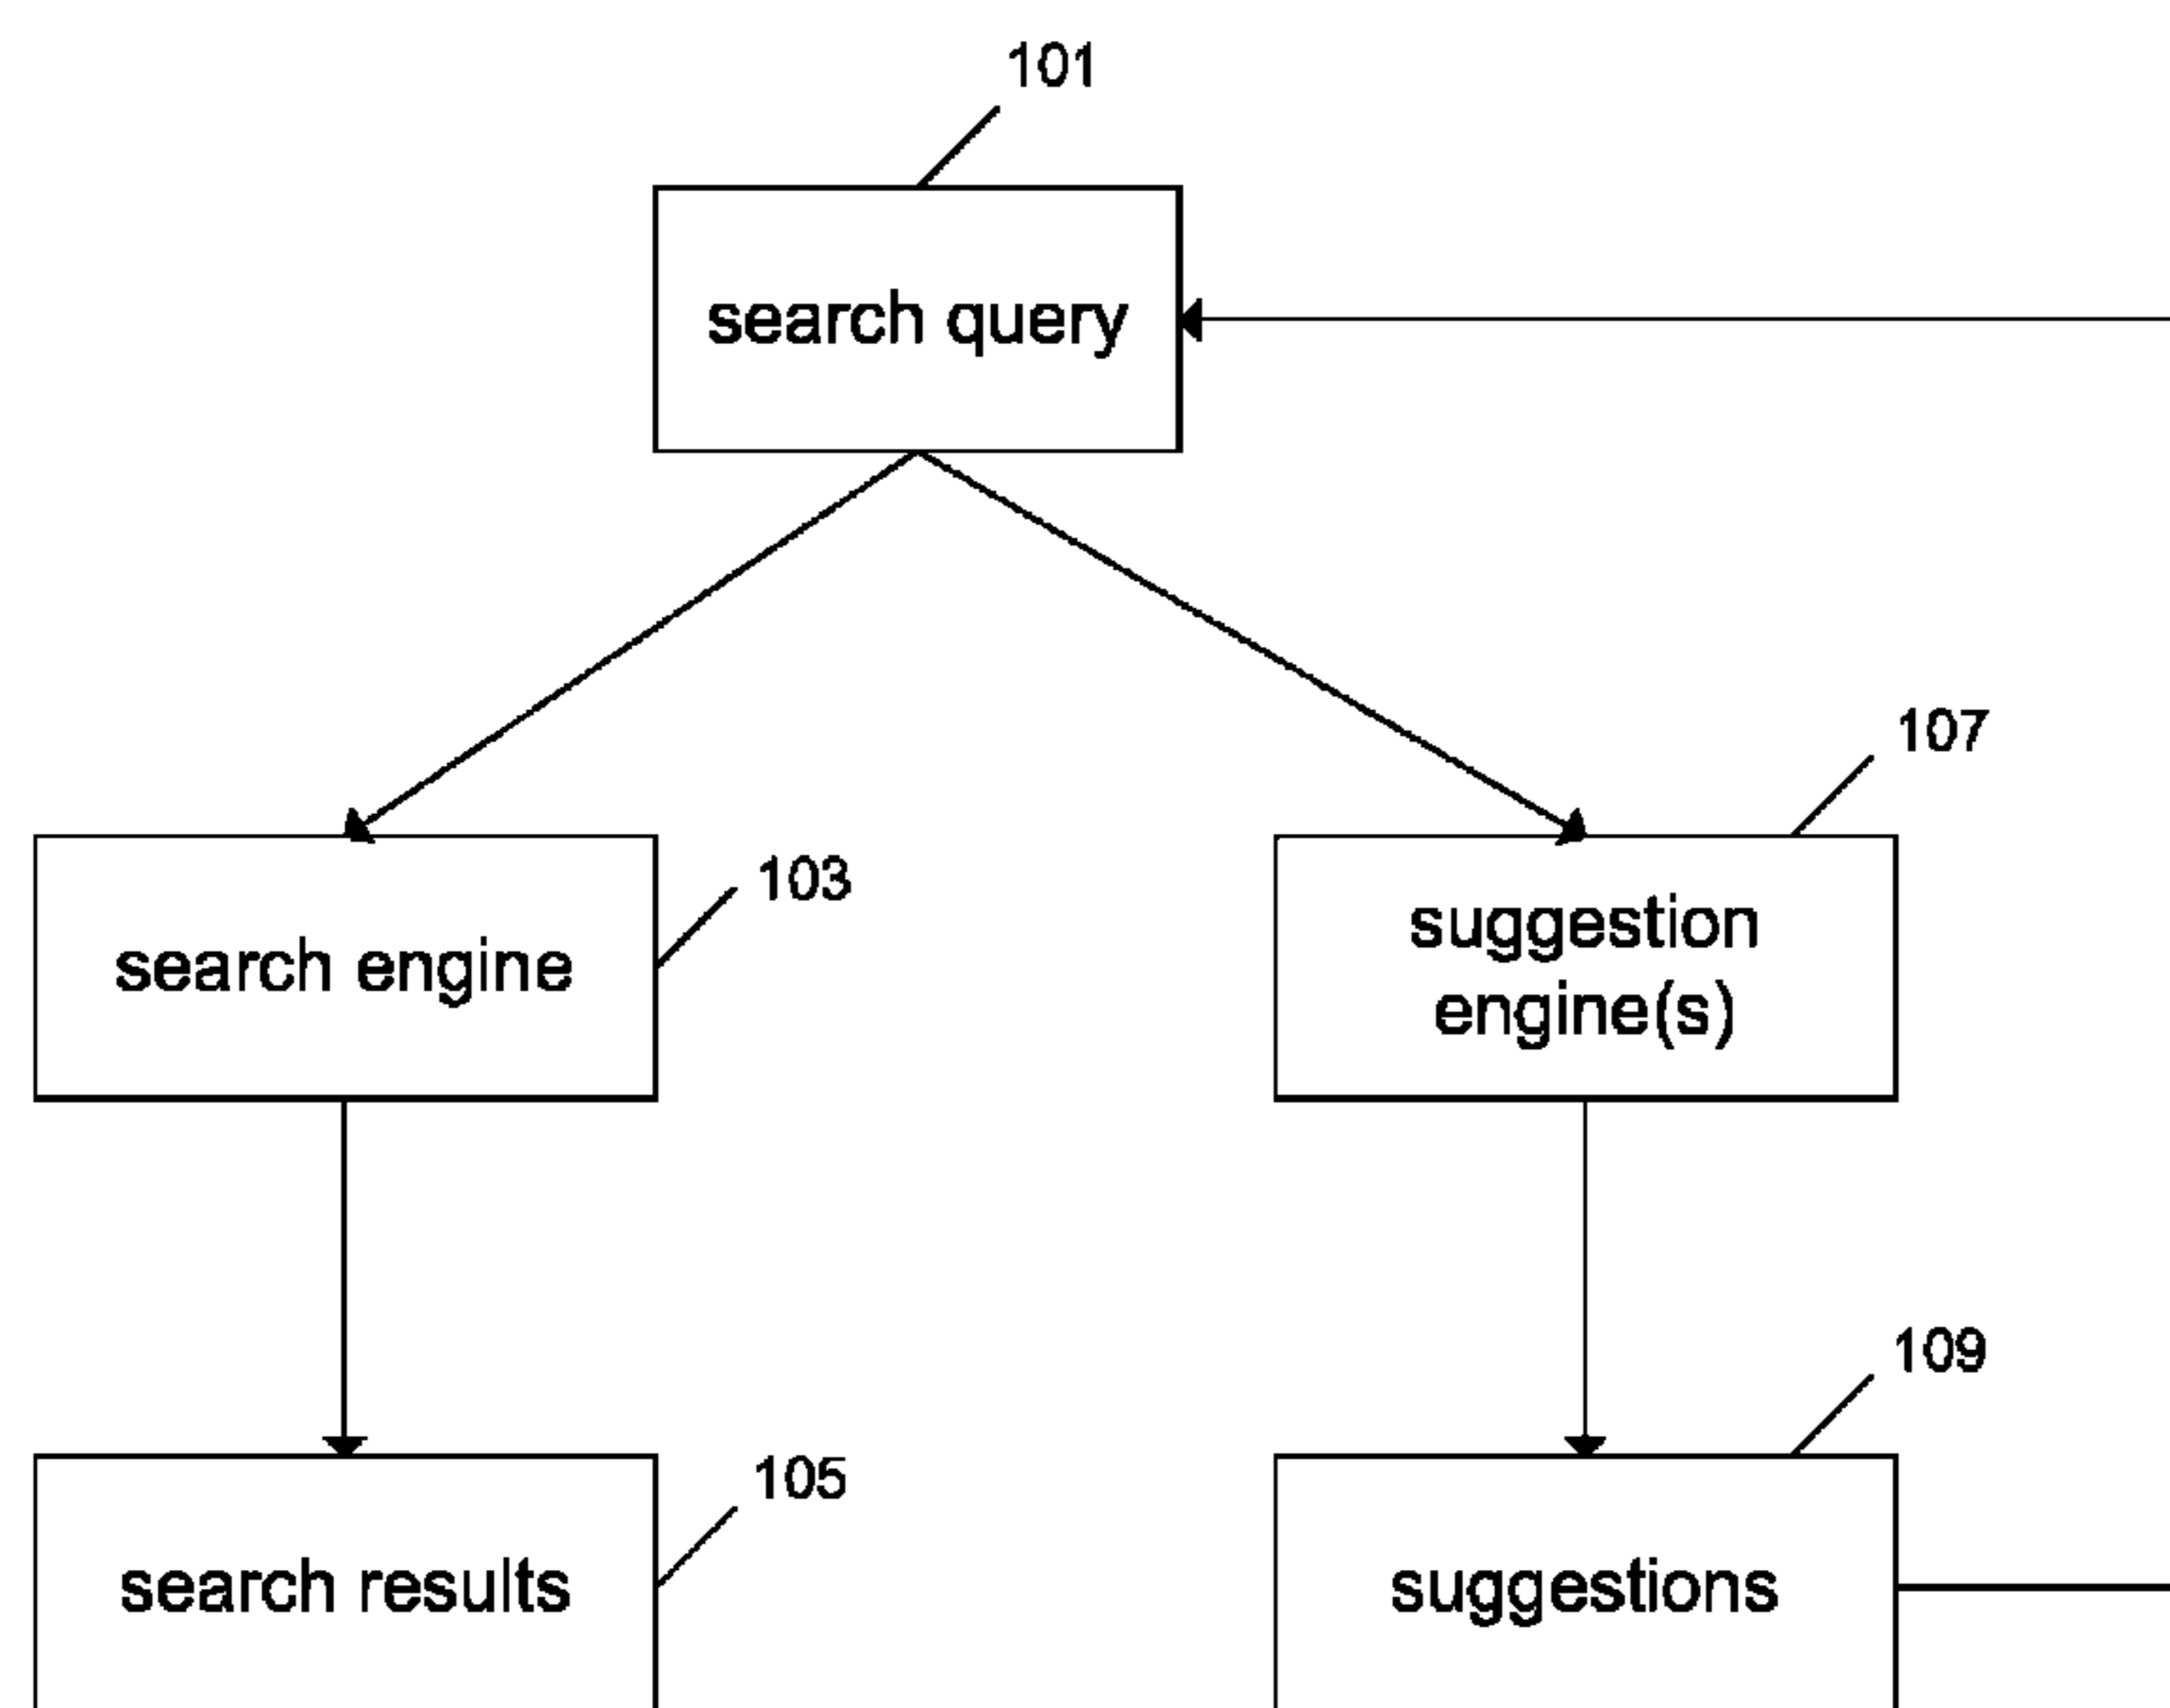 101
search query
107
103
search engine
suggestion
engine(s)
109
105
search results
suggestions